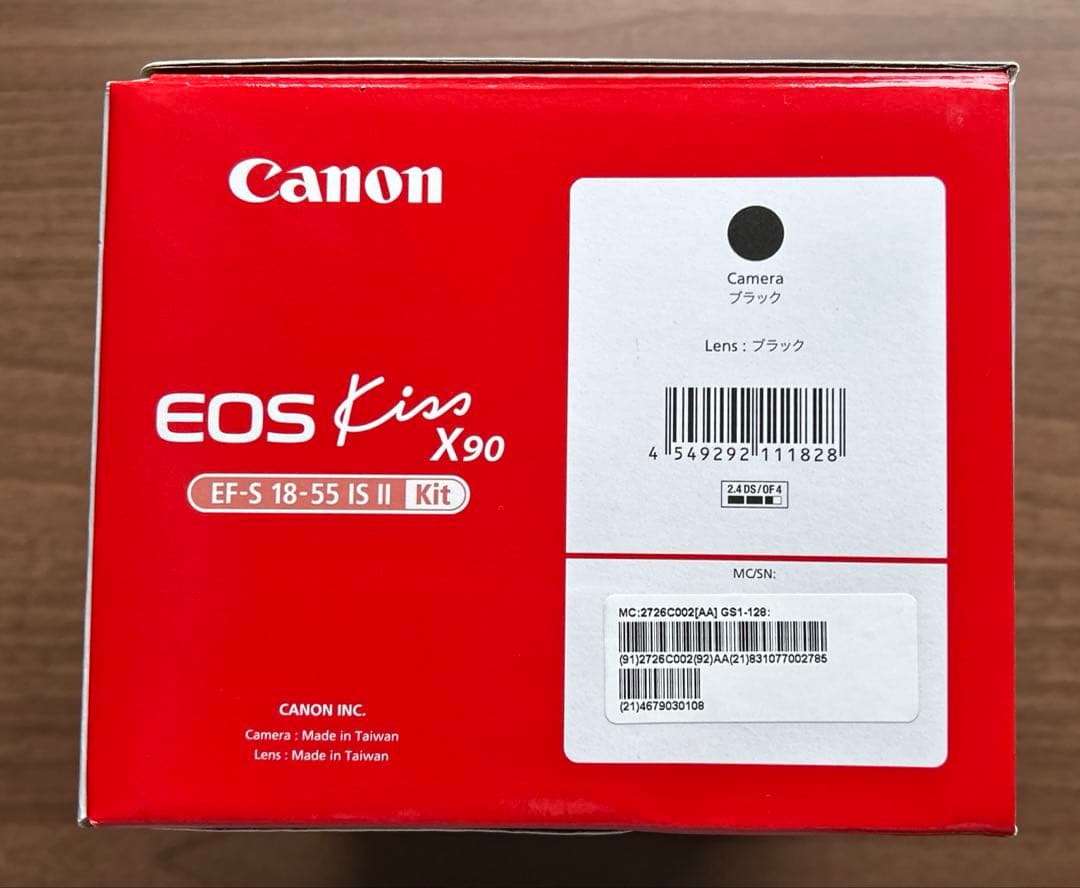 Canon
EOS Kiss
X90
EF-S 18-55 IS II Kit
CANON INC.
Camera : Made in Taiwan
Lens : Made in Taiwan
Camera
ブラック
Lens : ブラック
4 549292 111828
2.4 DS/0F4
MC/SN:
MC:2726C002[AA] GS1-128:
(91)2726C002(92)AA(21)831077002785
(21)4679030108